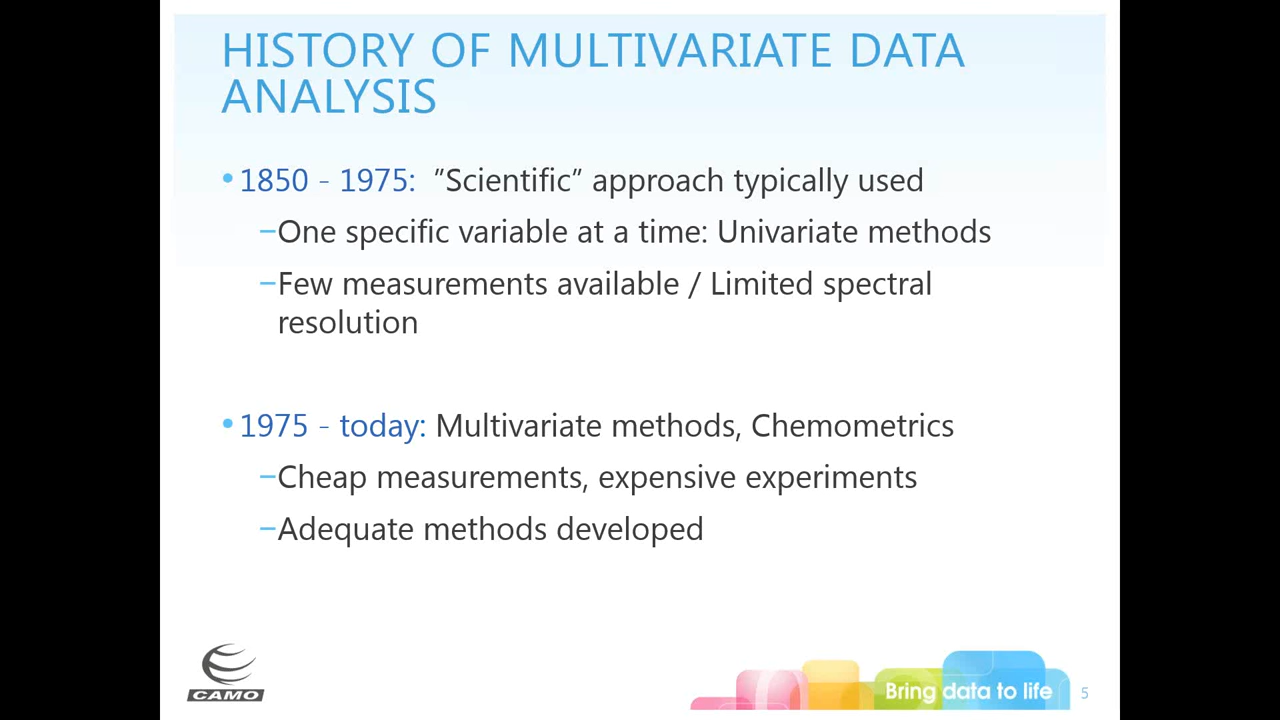 HISTORY OF MULTIVARIATE DATA
ANALYSIS
•1850 - 1975:  ”Scientific” approach typically used
–One specific variable at a time: Univariate methods
–Few measurements available / Limited spectral
resolution
•1975 - today: Multivariate methods, Chemometrics
–Cheap measurements, expensive experiments
–Adequate methods developed
CAMO
Bring data to life
5